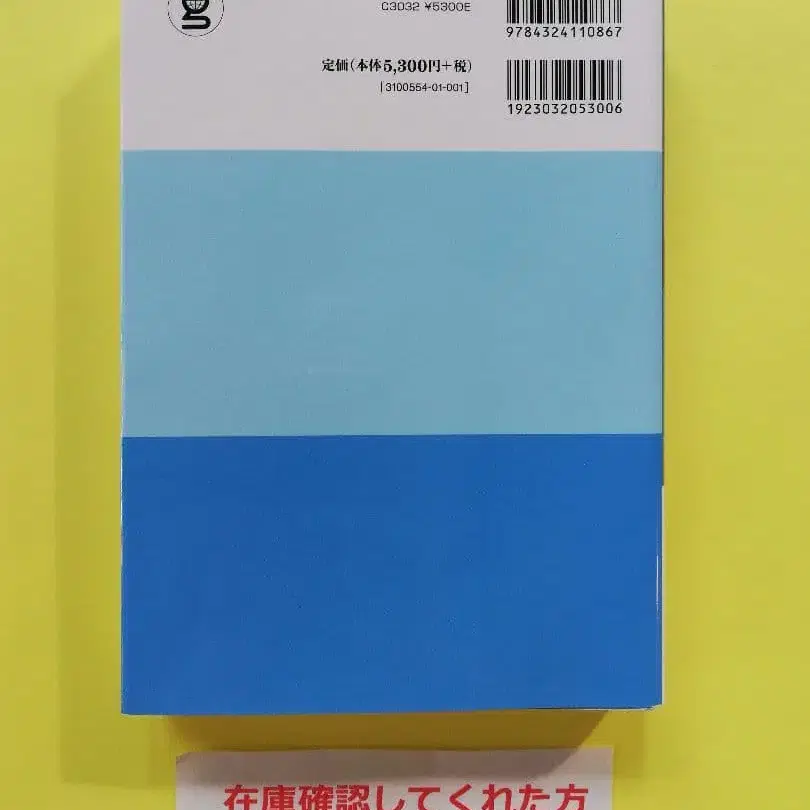 C3032 ¥5300E
9784324110867
定価(本体5,300円+税)
[3100554-01-001]
1923032053006
在庫確認してくれた方